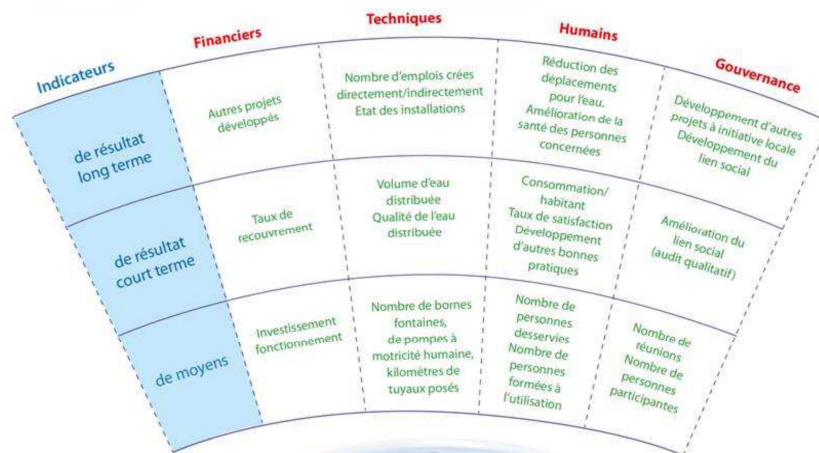 Indicateurs
Financiers
Techniques
Humains
Gouvernance
de résultat
long terme
Autres projets
développés
Nombre d'emplois crées
directement/indirectement
Etat des installations
Réduction des
déplacements
pour l'eau.
Amélioration de la
santé des personnes
concernées
Développement d'autres
projets à initiative locale
Développement du
lien social
de résultat
court terme
Taux de
recouvrement
Volume d'eau
distribuée
Qualité de l'eau
distribuée
Consommation/
habitant
Taux de satisfaction
Développement
d'autres bonnes
pratiques
Amélioration du
lien social
(audit qualitatif)
de moyens
Investissement
fonctionnement
Nombre de bornes
fontaines,
de pompes à
motricité humaine,
kilomètres de
tuyaux posés
Nombre de
personnes
desservies
Nombre de
personnes
formées à
l'utilisation
Nombre de
réunions
Nombre de
personnes
participantes